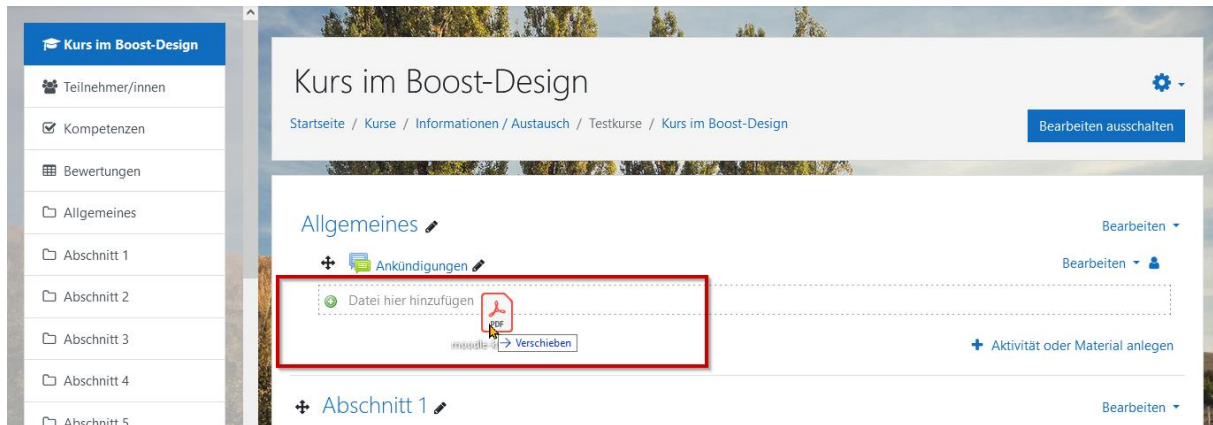 Kurs im Boost-Design
Teilnehmer/innen
Kompetenzen
Bewertungen
Allgemeines
Abschnitt 1
Abschnitt 2
Abschnitt 3
Abschnitt 4
Abschnitt 5
Kurs im Boost-Design
Startseite / Kurse / Informationen / Austausch / Testkurse / Kurs im Boost-Design
Bearbeiten ausschalten
Allgemeines
Bearbeiten
Ankündigungen
Bearbeiten
Datei hier hinzufügen
PDF
Verschieben
Aktivität oder Material anlegen
Abschnitt 1
Bearbeiten